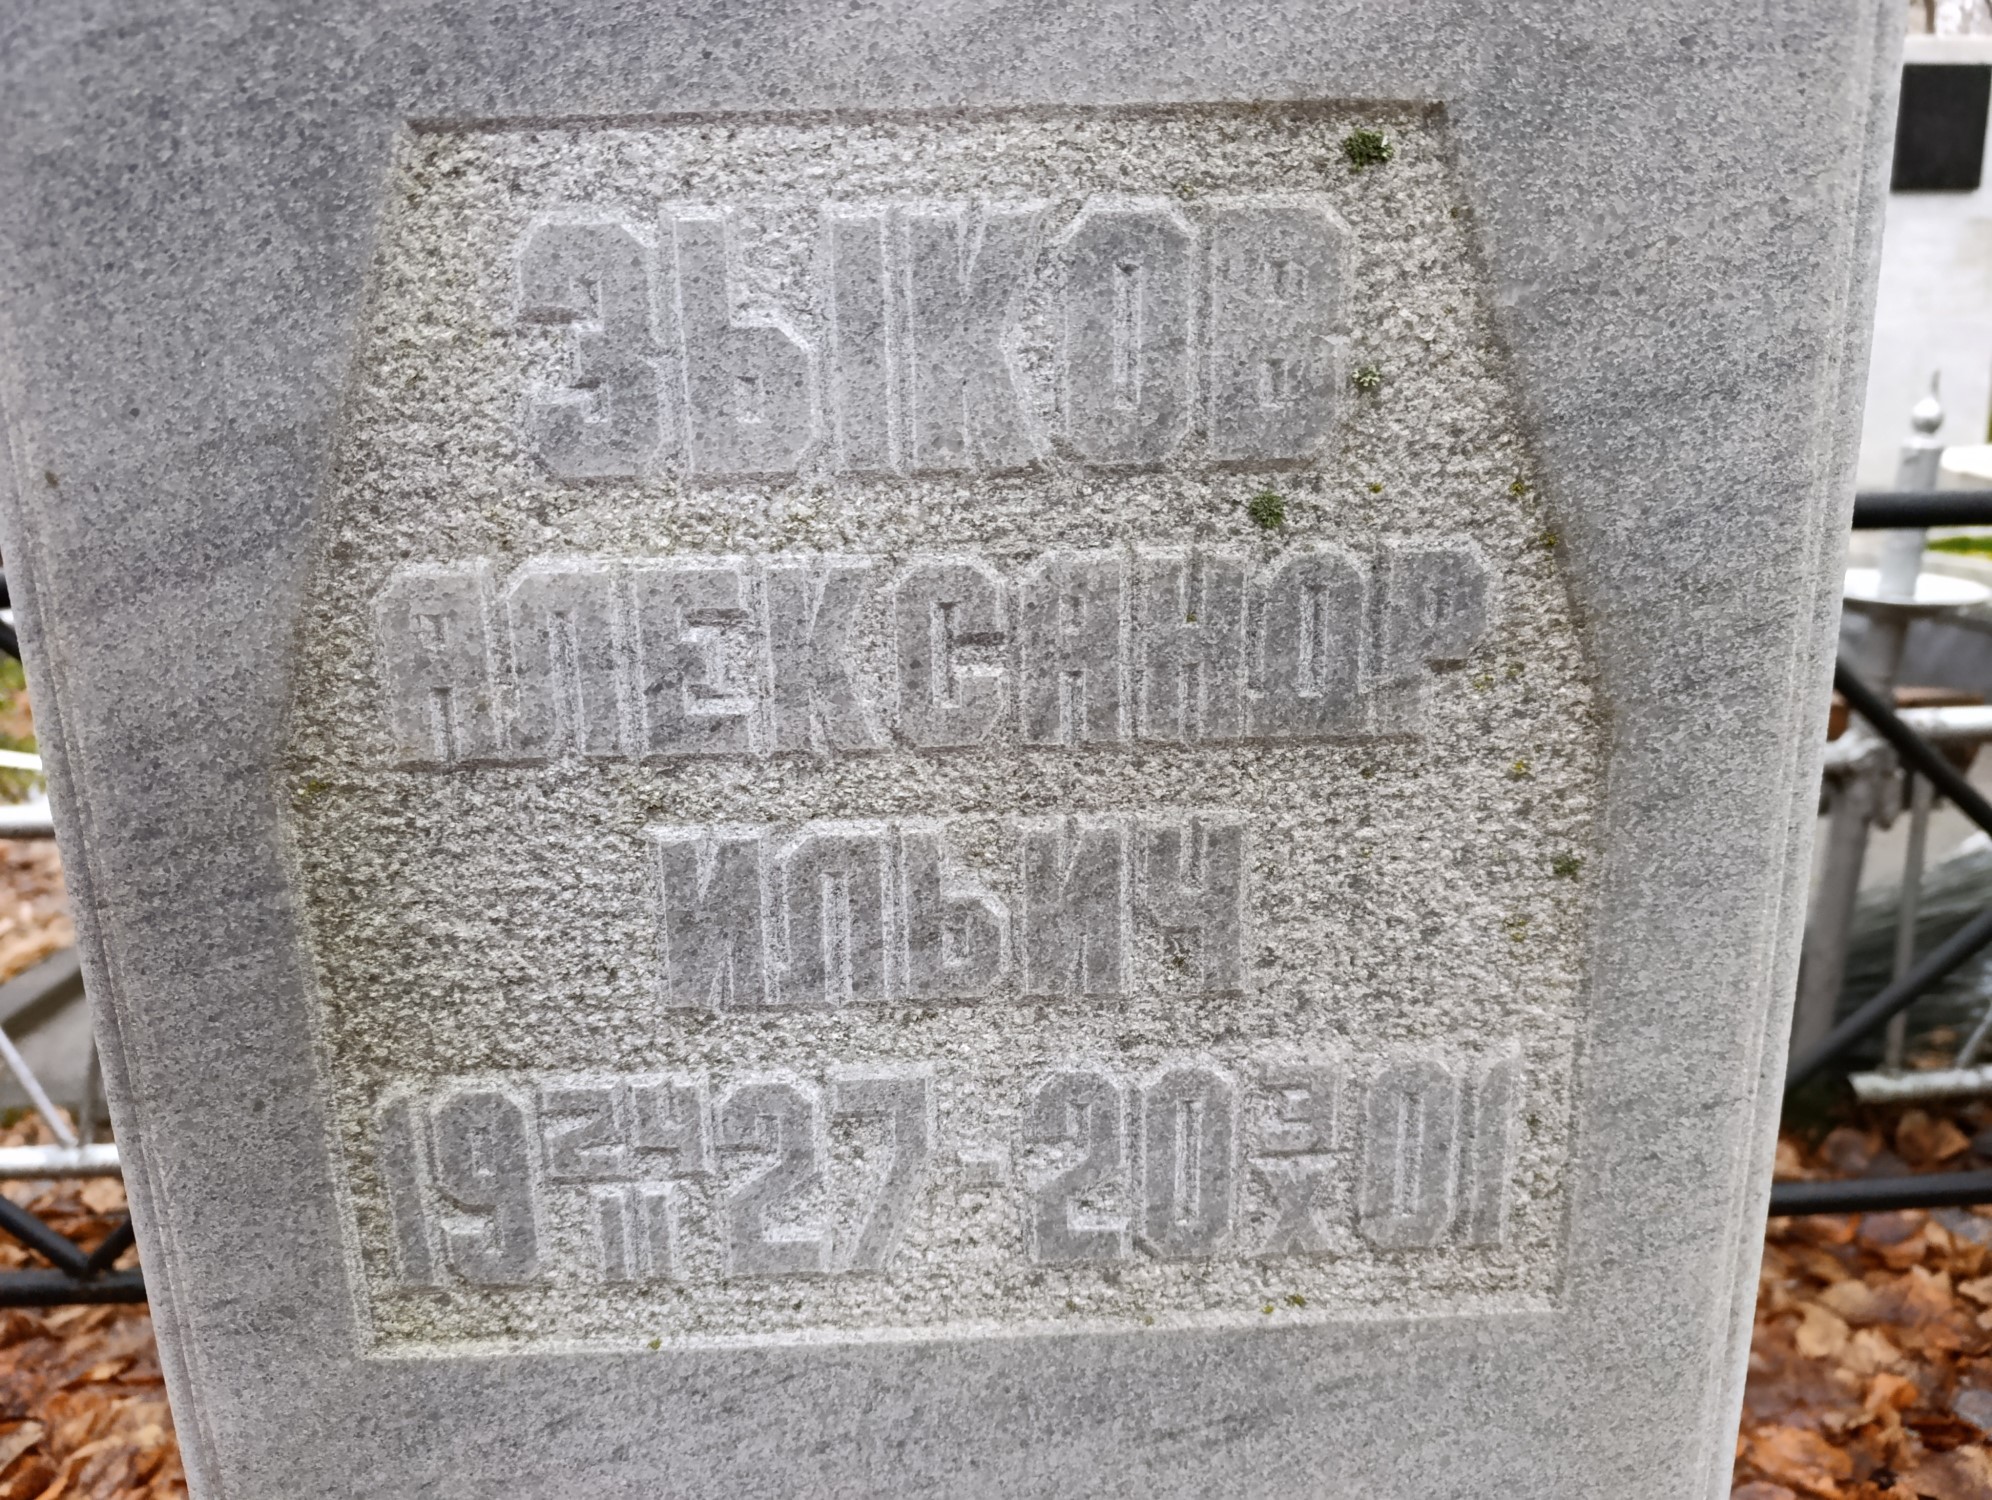 ЗЫКОВ
АЛЕКСАНДР
ИЛЬИЧ
19 24/II 27 - 20 3/X 01